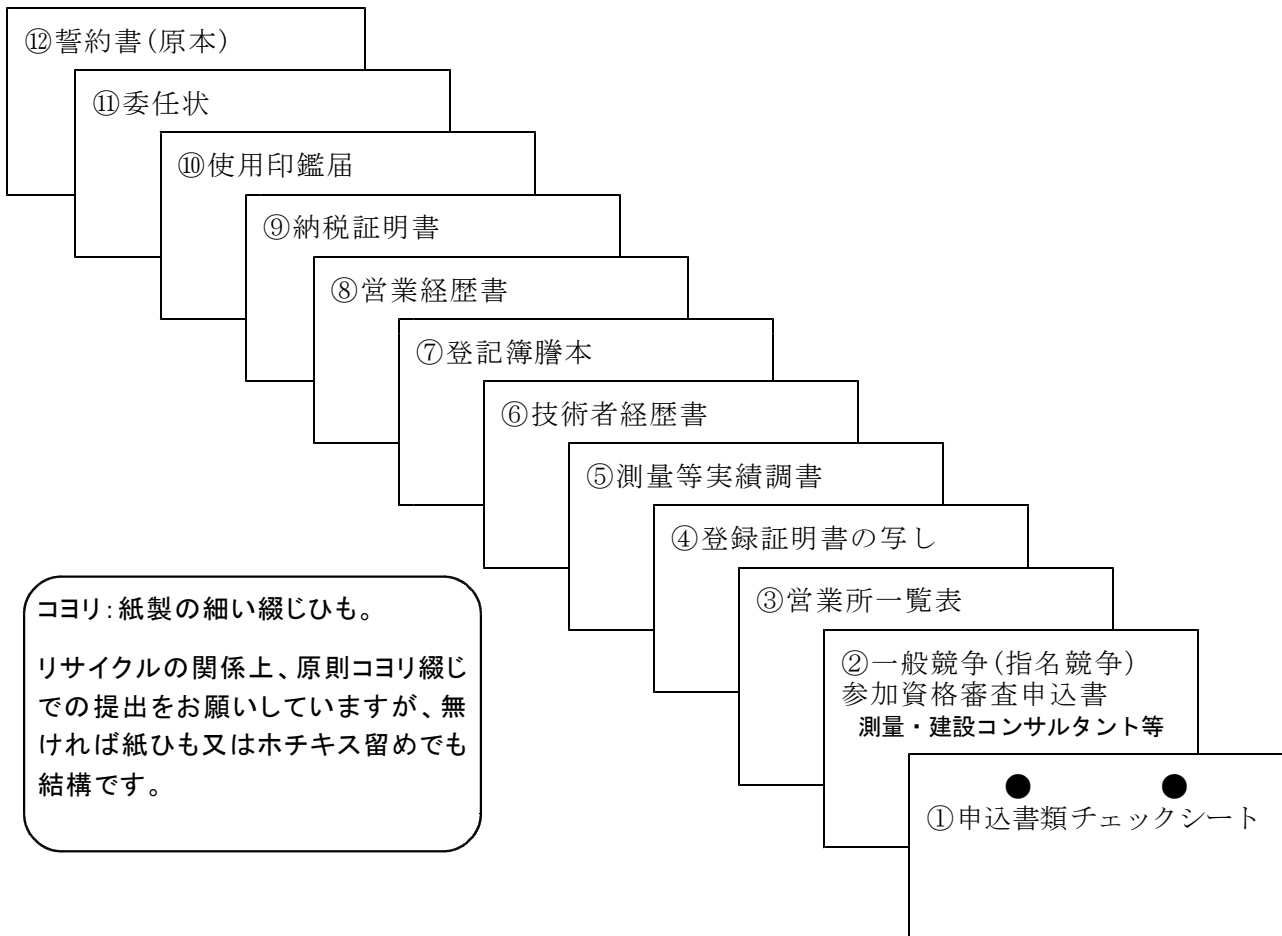 ⑫誓約書(原本)
⑪委任状
⑩使用印鑑届
⑨納税証明書
⑧営業経歴書
⑦登記簿謄本
⑥技術者経歴書
⑤測量等実績調書
④登録証明書の写し
③営業所一覧表
②一般競争(指名競争)
参加資格審査申込書
測量・建設コンサルタント等
①申込書類チェックシート
コヨリ:紙製の細い綴じひも。
リサイクルの関係上、原則コヨリ綴じ
での提出をお願いしていますが、無
ければ紙ひも又はホチキス留めでも
結構です。